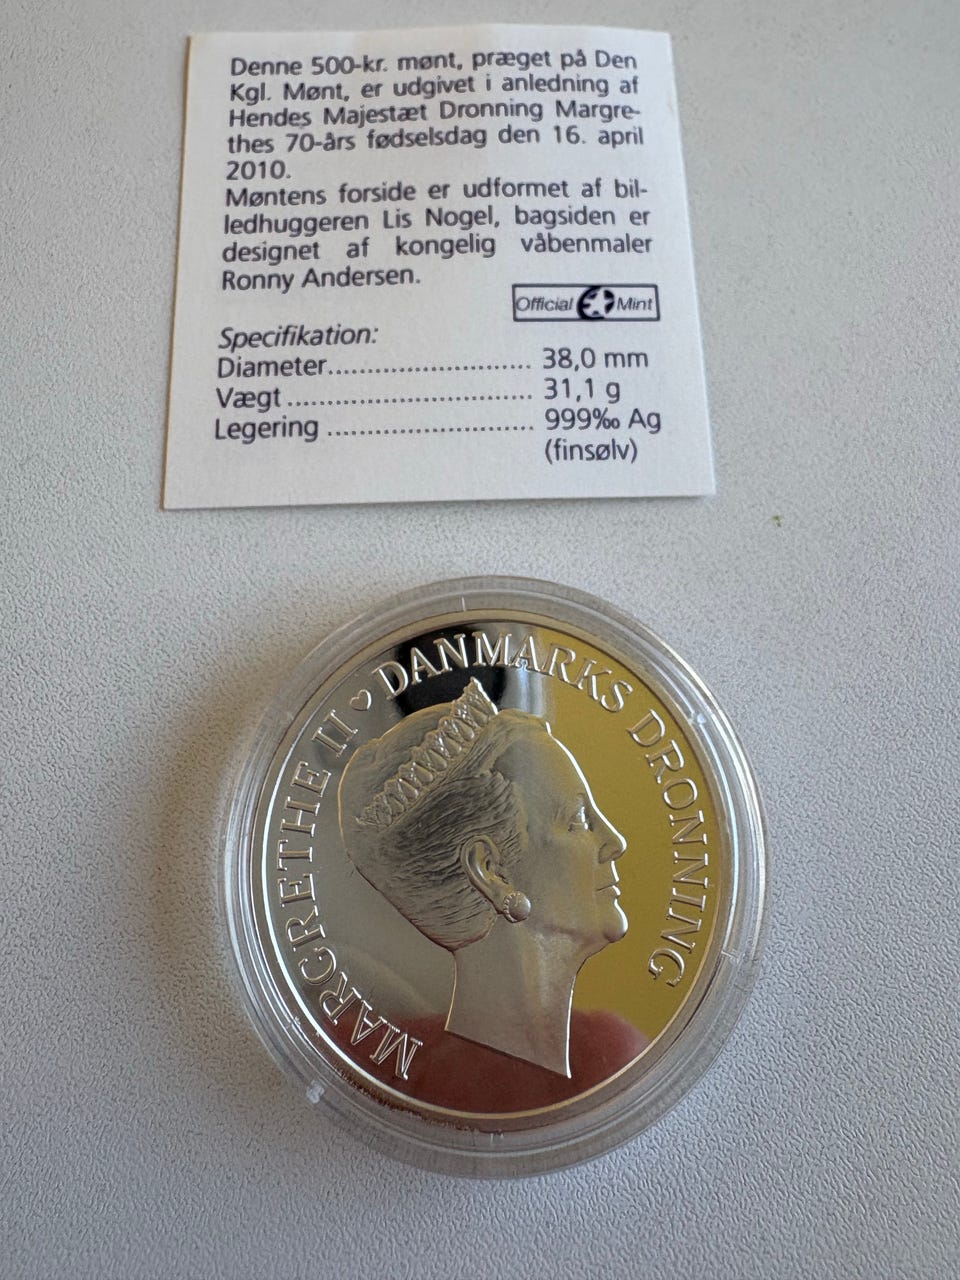 Denne 500-kr. mønt, præget på Den
Kgl. Mønt, er udgivet i anledning af
Hendes Majestæt Dronning Margre-
thes 70-års fødselsdag den 16. april
2010.
Møntens forside er udformet af bil-
ledhuggeren Lis Nogel, bagsiden er
designet af kongelig våbenmaler
Ronny Andersen.
Official Mint
Specifikation:
Diameter.......................... 38,0 mm
Vægt ................................ 31,1 g
Legering ........................... 999‰ Ag
(finsølv)
MARGRETHE II ♡ DANMARKS DRONNING